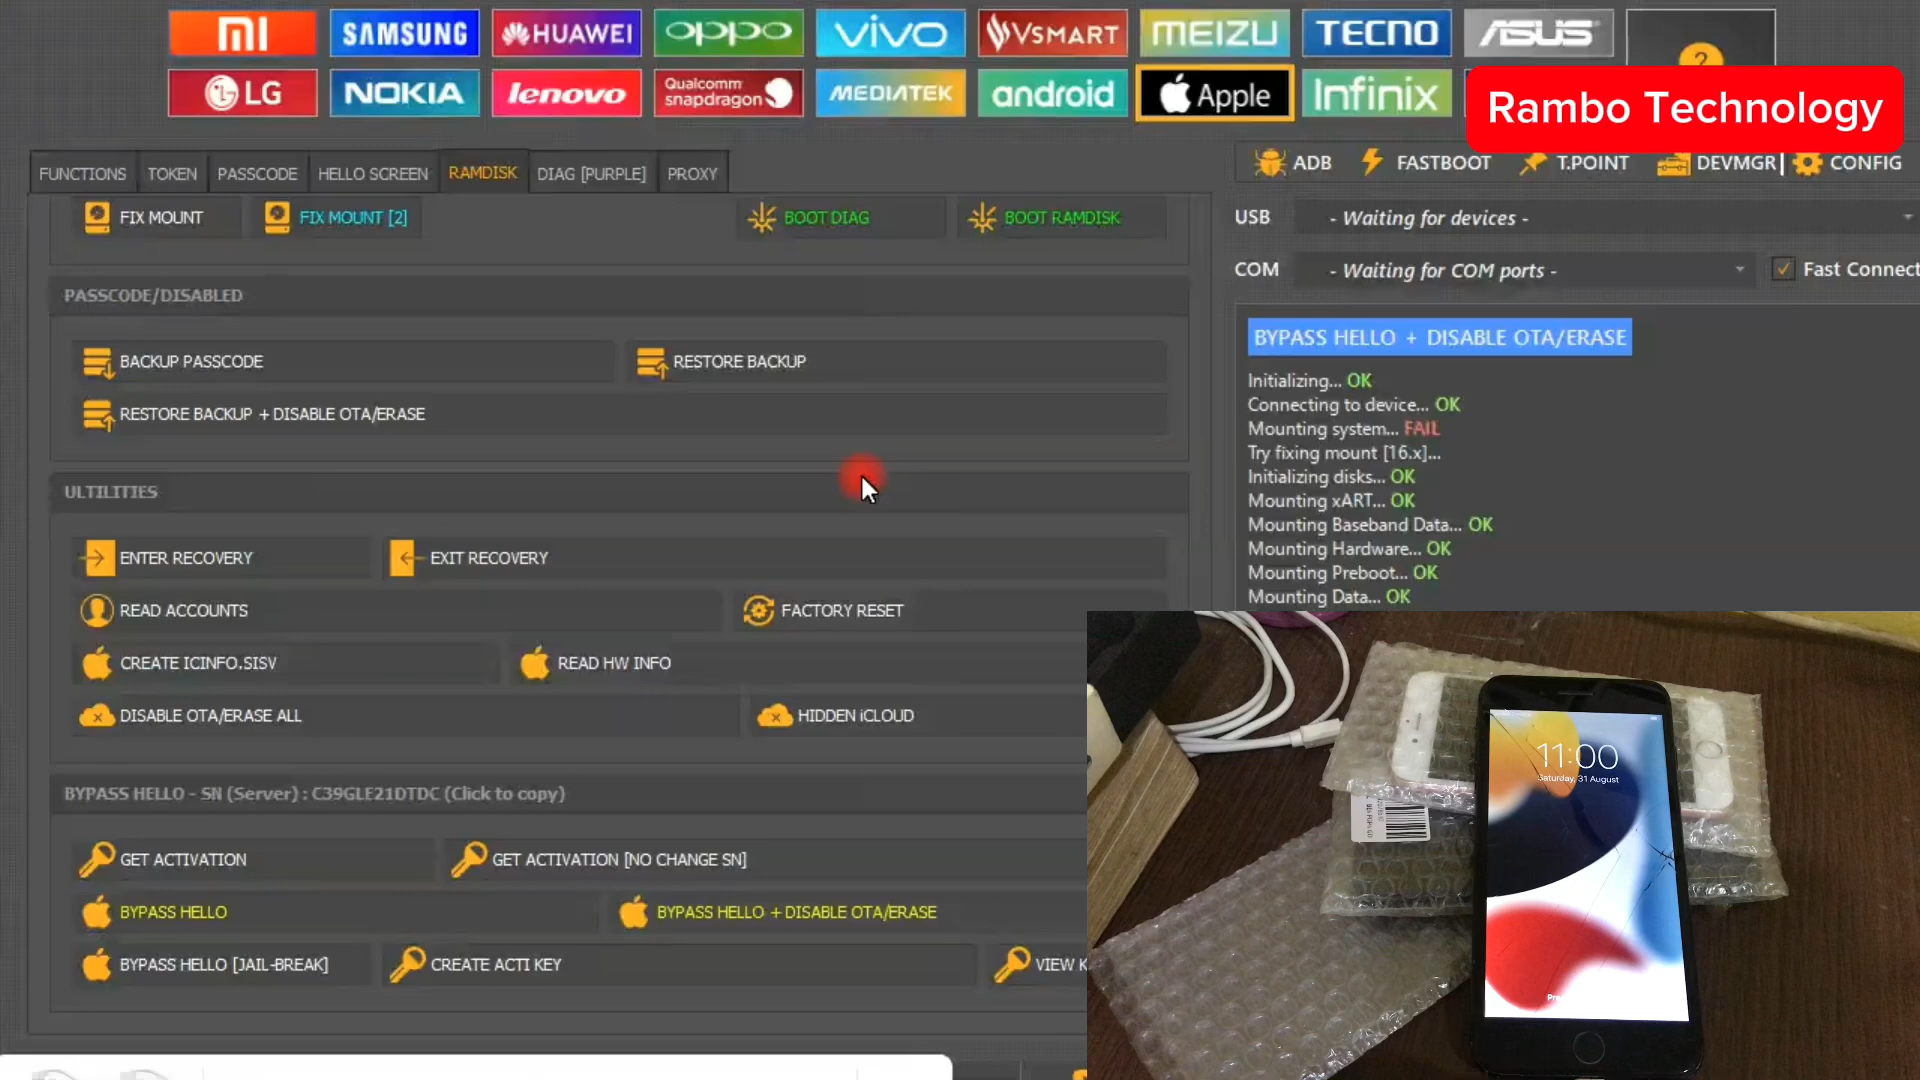 mi SAMSUNG HUAWEI oppo vivo VSMART MEIZU TECNO ASUS ?
LG NOKIA lenovo Qualcomm snapdragon MEDIATEK android Apple Infinix
Rambo Technology
FUNCTIONS TOKEN PASSCODE HELLO SCREEN RAMDISK DIAG [PURPLE] PROXY
ADB FASTBOOT T.POINT DEVMGR CONFIG
FIX MOUNT FIX MOUNT [2] BOOT DIAG BOOT RAMDISK
USB - Waiting for devices -
COM - Waiting for COM ports - Fast Connect
PASSCODE/DISABLED
BACKUP PASSCODE RESTORE BACKUP
RESTORE BACKUP + DISABLE OTA/ERASE
ULTILITIES
ENTER RECOVERY EXIT RECOVERY
READ ACCOUNTS FACTORY RESET
CREATE ICINFO.SISV READ HW INFO
DISABLE OTA/ERASE ALL HIDDEN iCLOUD
BYPASS HELLO - SN (Server) : C39GLE21DTDC (Click to copy)
GET ACTIVATION GET ACTIVATION [NO CHANGE SN]
BYPASS HELLO BYPASS HELLO + DISABLE OTA/ERASE
BYPASS HELLO [JAIL-BREAK] CREATE ACTI KEY VIEW K
BYPASS HELLO + DISABLE OTA/ERASE
Initializing... OK
Connecting to device... OK
Mounting system... FAIL
Try fixing mount [16.x]...
Initializing disks... OK
Mounting xART... OK
Mounting Baseband Data... OK
Mounting Hardware... OK
Mounting Preboot... OK
Mounting Data... OK
11:00
Saturday, 31 August